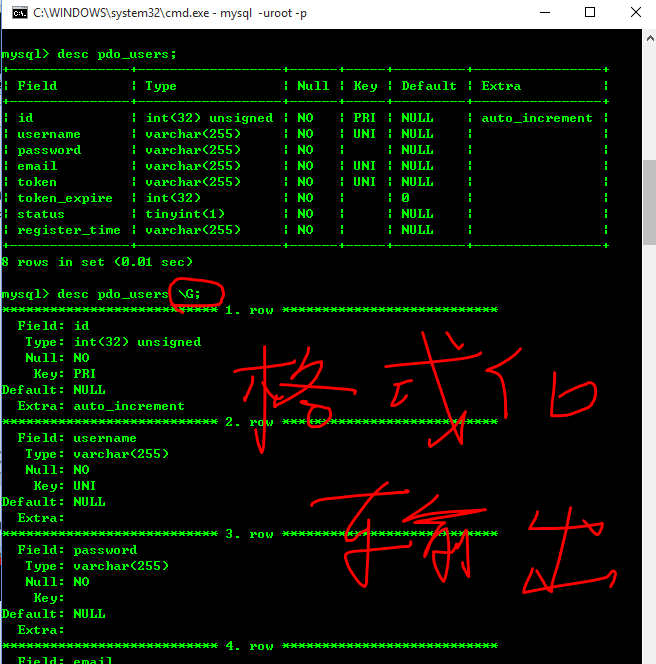 C:\WINDOWS\system32\cmd.exe - mysql  -uroot -p
mysql> desc pdo_users;
+----------------+------------------+------+-----+---------+----------------+
| Field          | Type             | Null | Key | Default | Extra          |
+----------------+------------------+------+-----+---------+----------------+
| id             | int(32) unsigned | NO   | PRI | NULL    | auto_increment |
| username       | varchar(255)     | NO   | UNI | NULL    |                |
| password       | varchar(255)     | NO   |     | NULL    |                |
| email          | varchar(255)     | NO   | UNI | NULL    |                |
| token          | varchar(255)     | NO   | UNI | NULL    |                |
| token_expire   | int(32)          | NO   |     | 0       |                |
| status         | tinyint(1)       | NO   |     | NULL    |                |
| register_time  | varchar(255)     | NO   |     | NULL    |                |
+----------------+------------------+------+-----+---------+----------------+
8 rows in set (0.01 sec)
mysql> desc pdo_users \G;
*************************** 1. row ***************************
Field: id
Type: int(32) unsigned
Null: NO
Key: PRI
Default: NULL
Extra: auto_increment
*************************** 2. row ***************************
Field: username
Type: varchar(255)
Null: NO
Key: UNI
Default: NULL
Extra:
*************************** 3. row ***************************
Field: password
Type: varchar(255)
Null: NO
Key:
Default: NULL
Extra:
*************************** 4. row ***************************
Field: email
格式化
输出